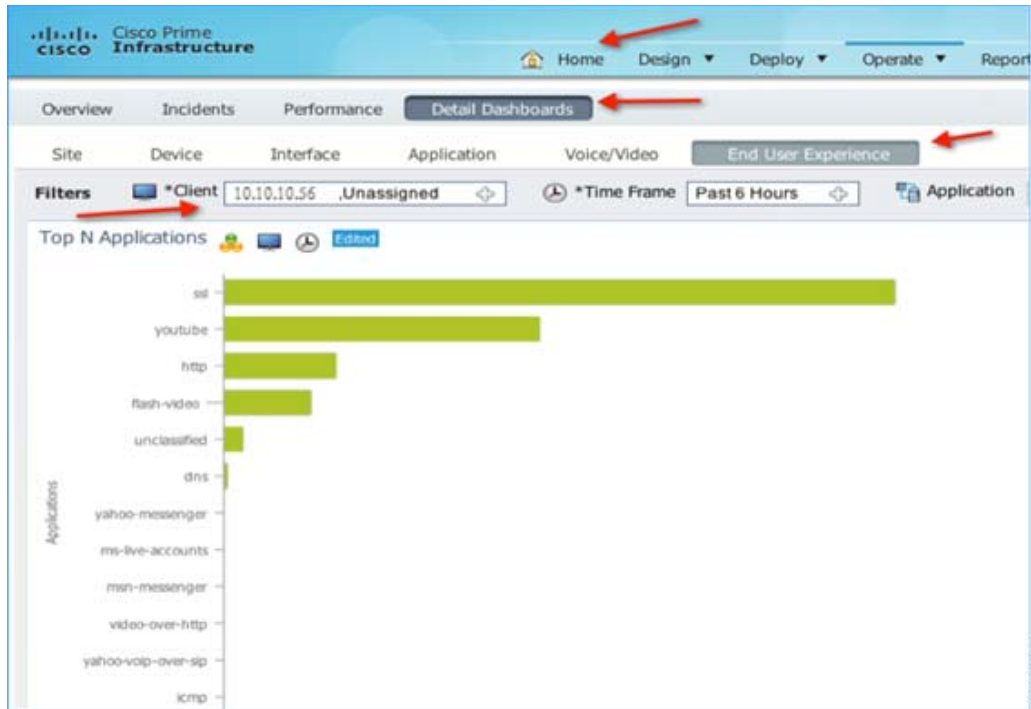 Cisco Prime
CISCO Infrastructure
Home Design Deploy Operate Report
Overview Incidents Performance Detail Dashboards
Site Device Interface Application Voice/Video End User Experience
Filters *Client 10.10.10.56 ,Unassigned *Time Frame Past 6 Hours Application
Top N Applications Edited
ssl
youtube
http
flash-video
unclassified
dns
yahoo-messenger
ms-live-accounts
msn-messenger
video-over-http
yahoo-voip-over-sip
icmp
Applications